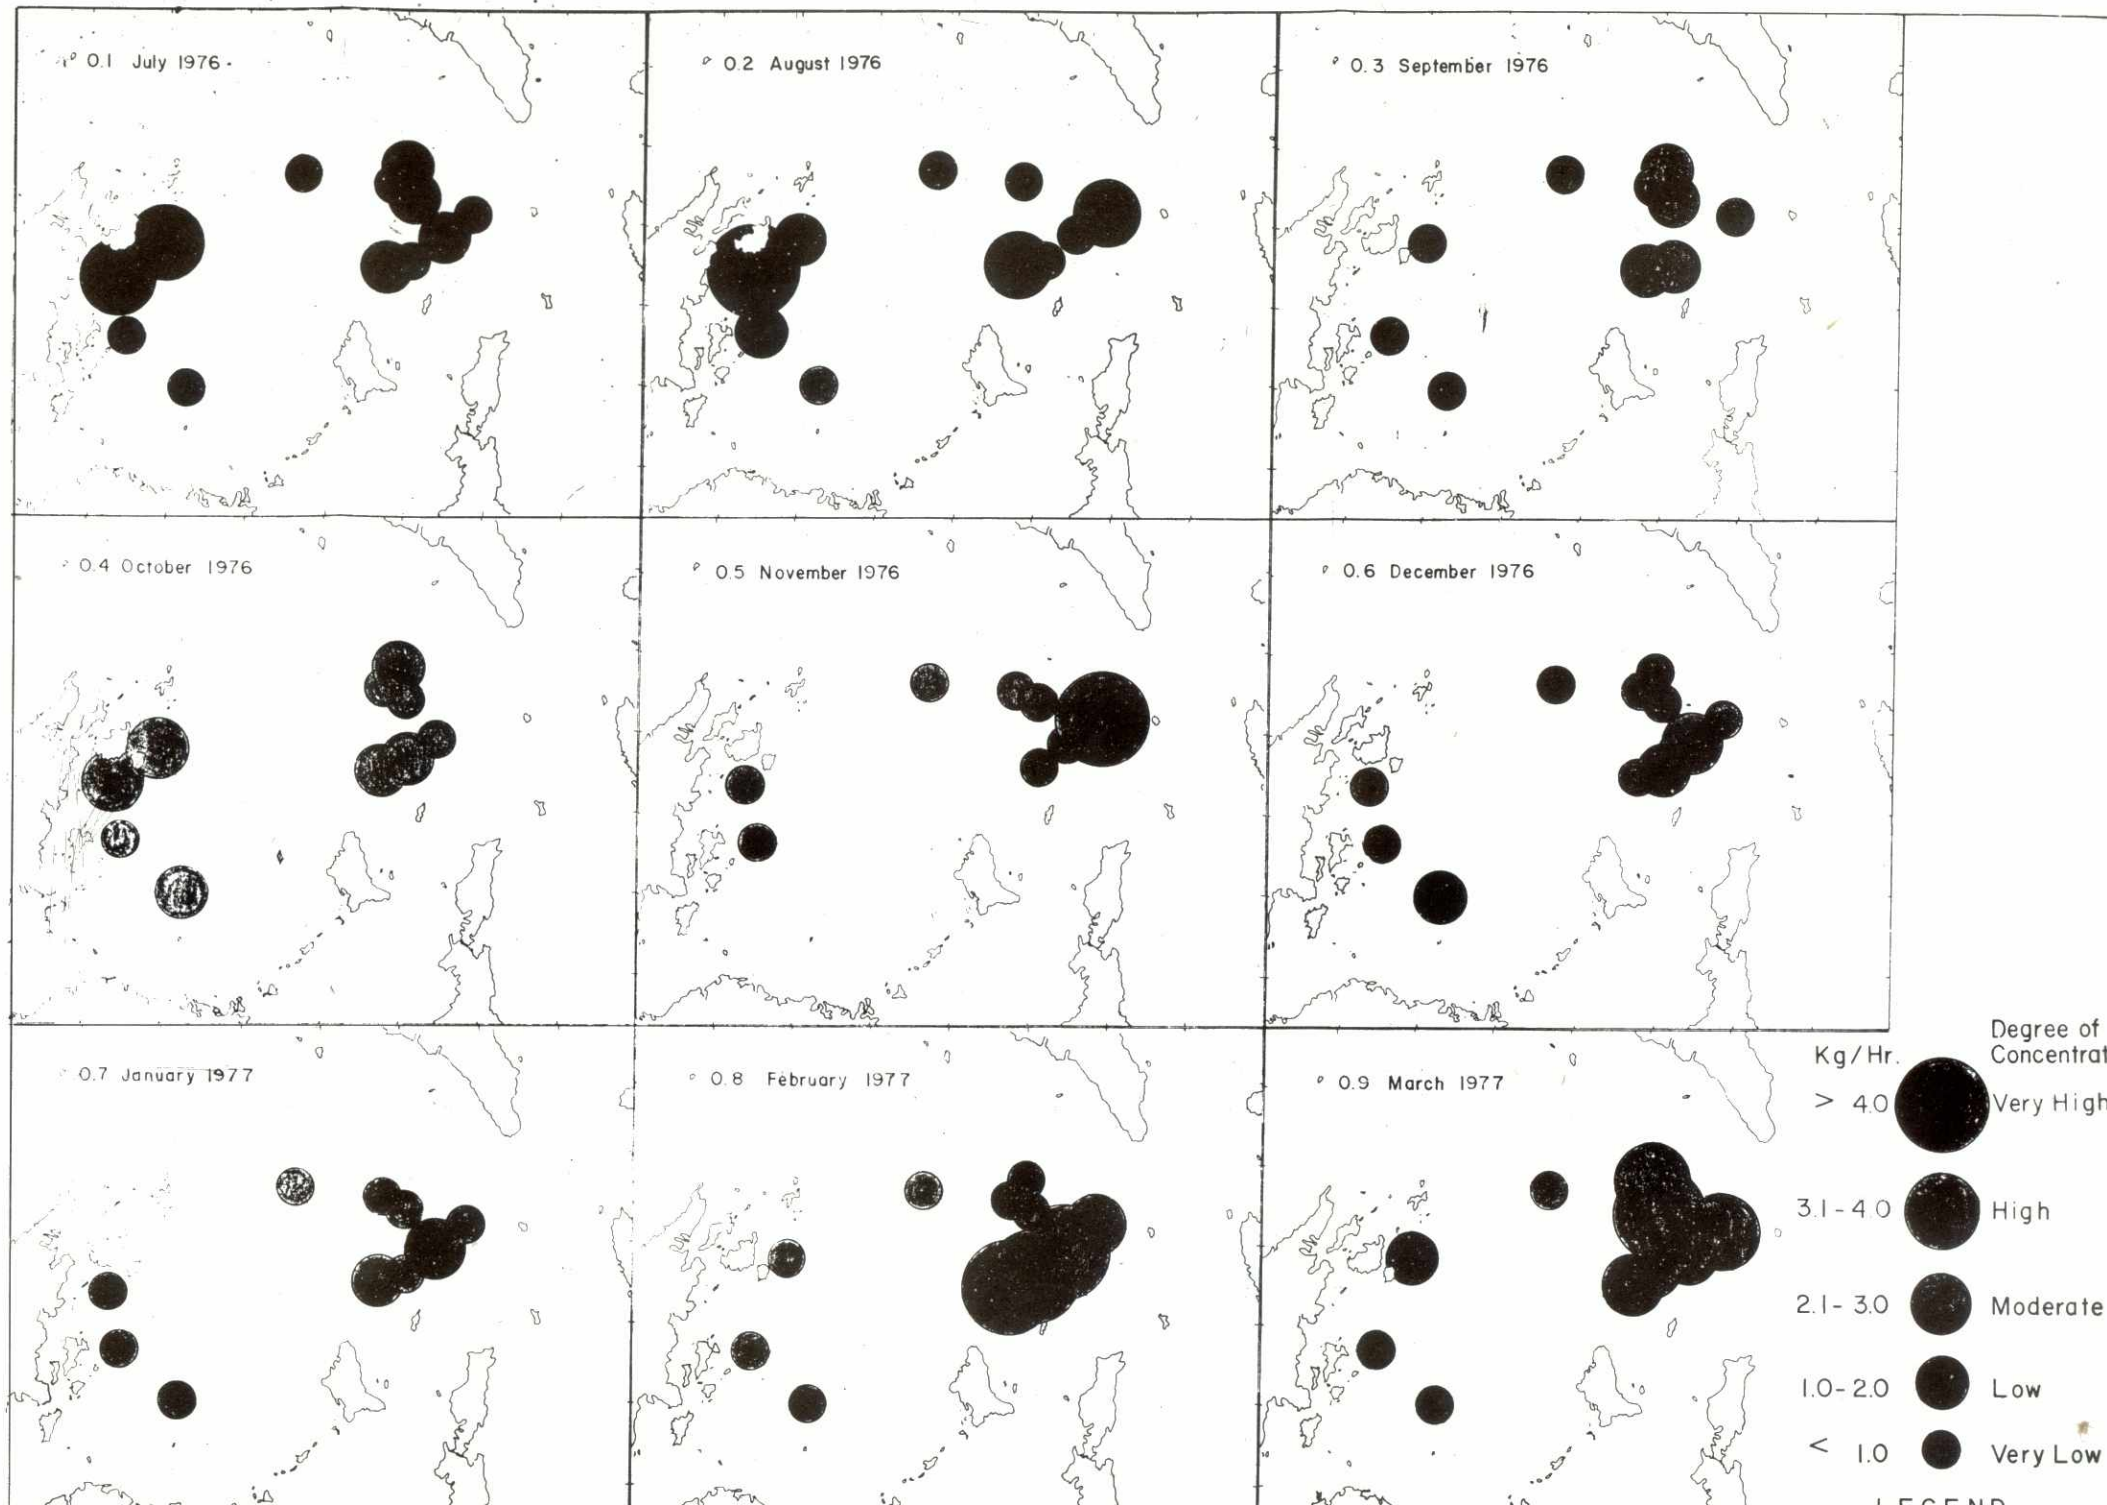 0.1 July 1976
0.2 August 1976
0.3 September 1976
0.4 October 1976
0.5 November 1976
0.6 December 1976
0.7 January 1977
0.8 February 1977
0.9 March 1977
Degree of
Kg/Hr. Concentrat
> 4.0 Very High
3.1-4.0 High
2.1-3.0 Moderate
1.0-2.0 Low
< 1.0 Very Low
LEGEND